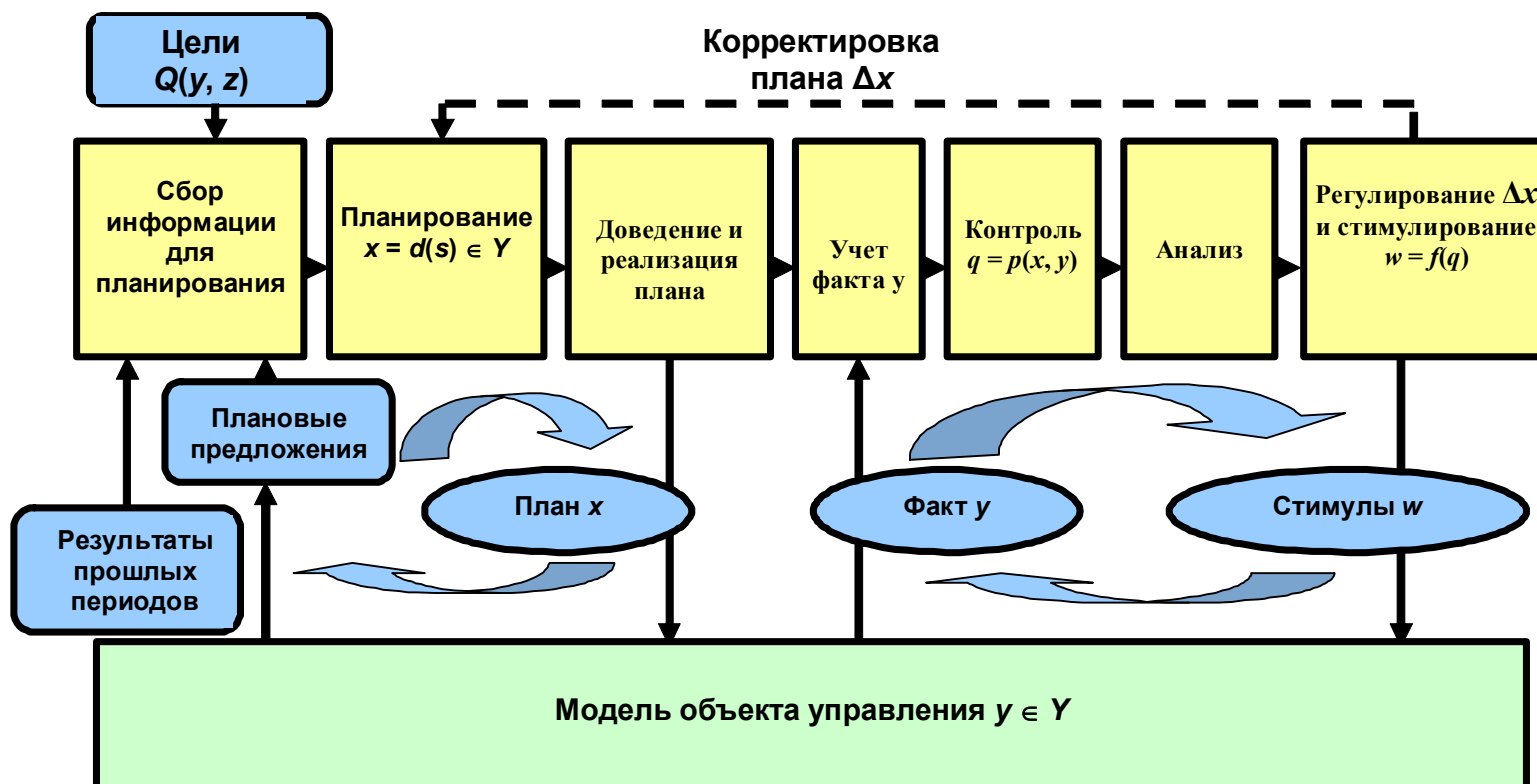 Цели
Q(y, z)
Корректировка
плана Δx
Сбор
информации
для
планирования
Планирование
x = d(s) ∈ Y
Доведение и
реализация
плана
Учет
факта y
Контроль
q = p(x, y)
Анализ
Регулирование Δx
и стимулирование
w = f(q)
Плановые
предложения
Результаты
прошлых
периодов
План x
Факт y
Стимулы w
Модель объекта управления y ∈ Y